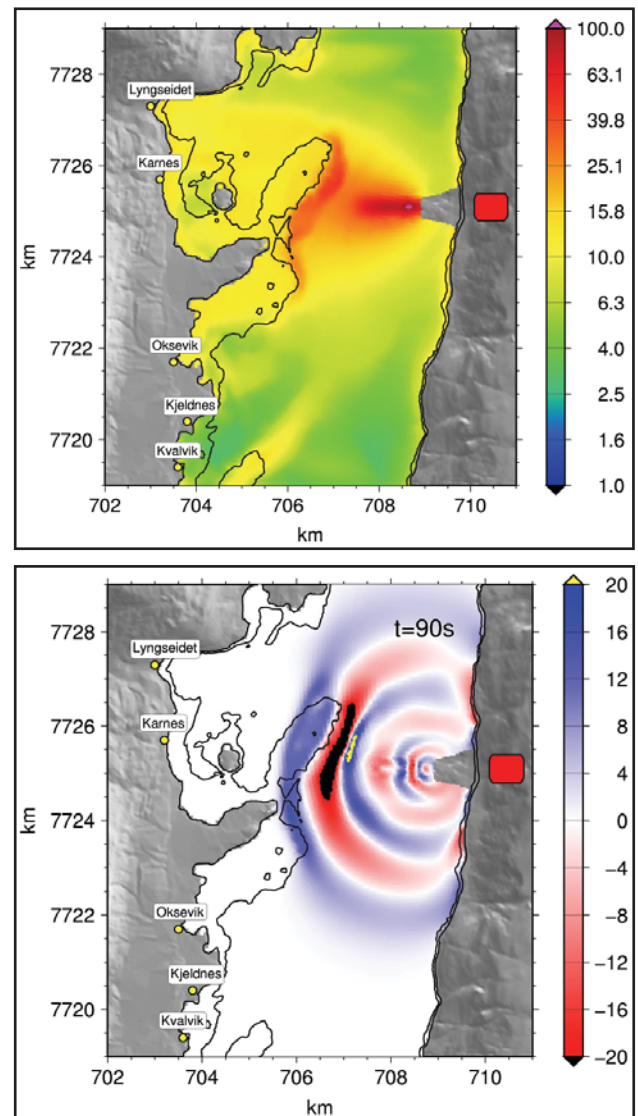 7728
7726
7724
7722
7720
km
Lyngseidet
Karnes
Oksevik
Kjeldnes
Kvalvik
702 704 706 708 710
km
100.0
63.1
39.8
25.1
15.8
10.0
6.3
4.0
2.5
1.6
1.0
t=90s
7728
7726
7724
7722
7720
km
Lyngseidet
Karnes
Oksevik
Kjeldnes
Kvalvik
702 704 706 708 710
km
20
16
12
8
4
0
−4
−8
−12
−16
−20